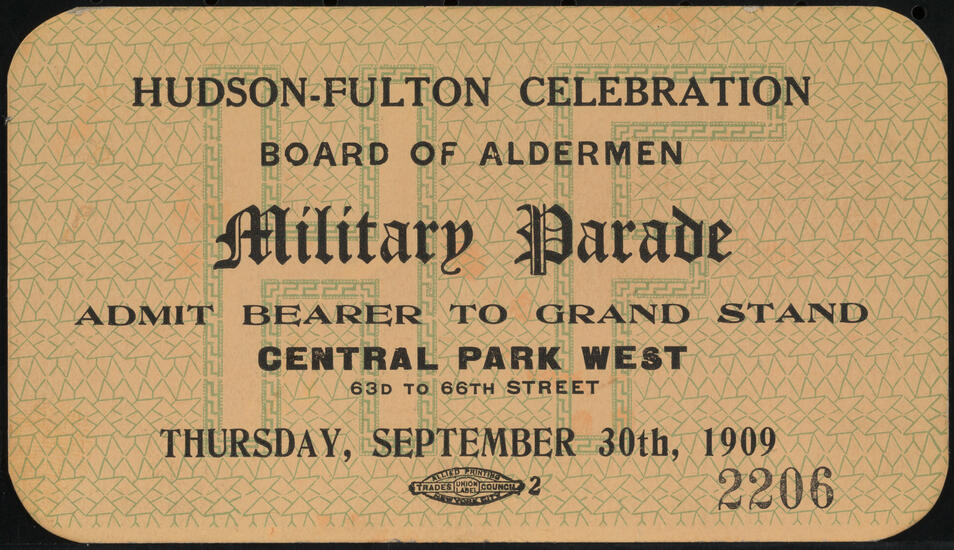 HUDSON-FULTON CELEBRATION
BOARD OF ALDERMEN
Military Parade
ADMIT BEARER TO GRAND STAND
CENTRAL PARK WEST
63D TO 66TH STREET
THURSDAY, SEPTEMBER 30th, 1909
ALLIED PRINTING
TRADES UNION LABEL COUNCIL 2
NEW YORK CITY
2206
HF